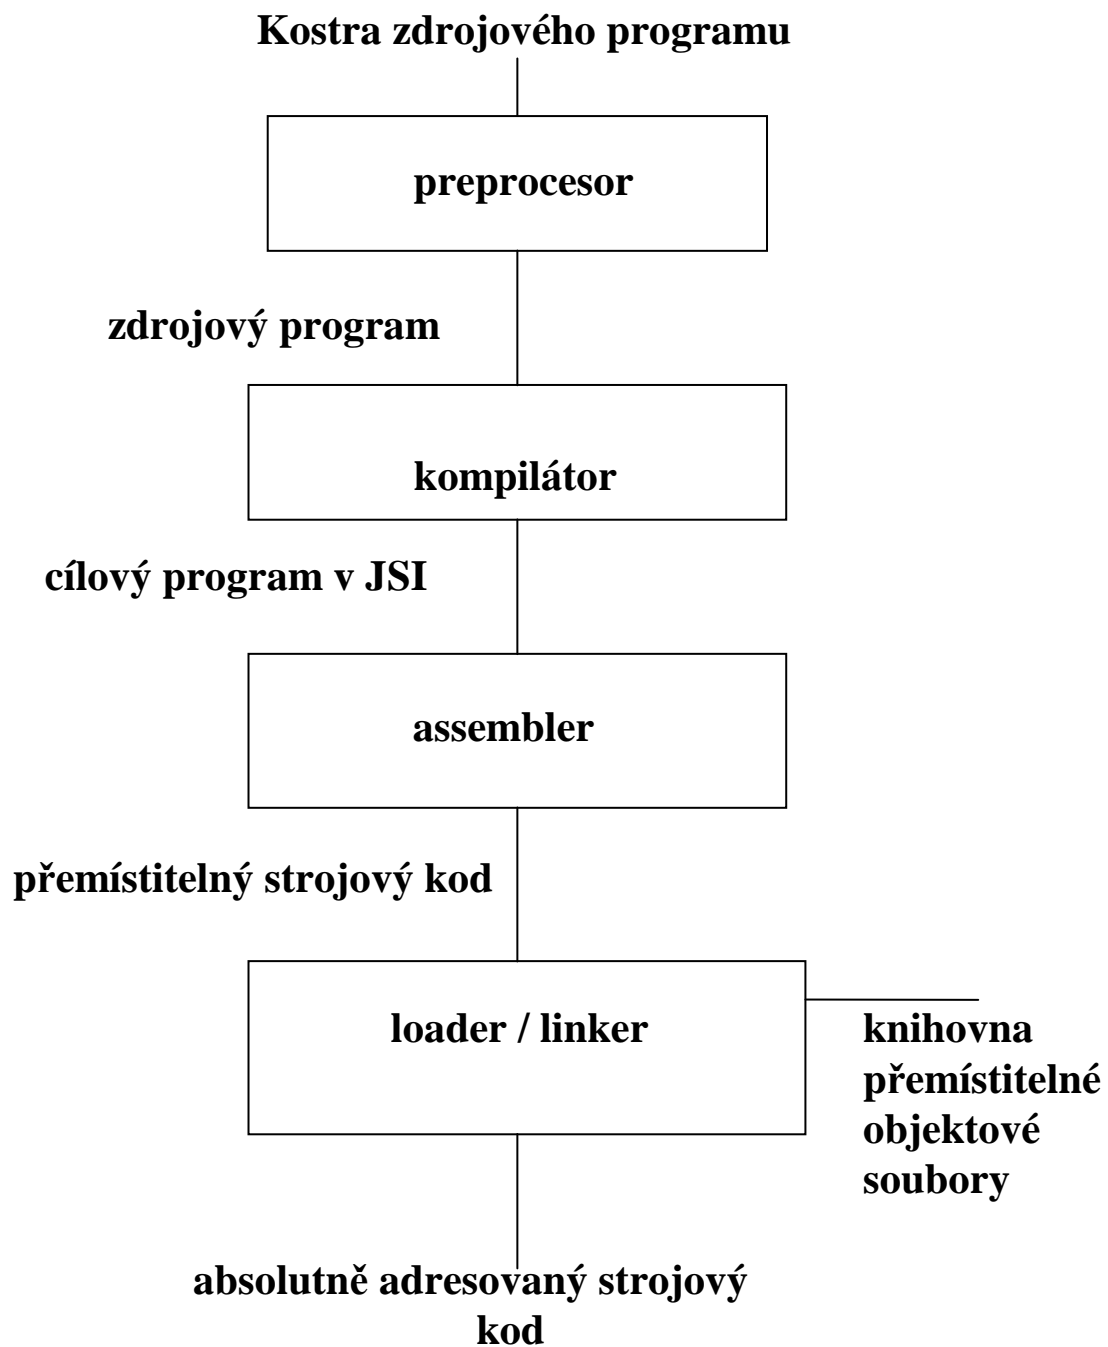 Kostra zdrojového programu
preprocesor
zdrojový program
kompilátor
cílový program v JSI
assembler
přemístitelný strojový kod
loader / linker
knihovna
přemístitelné
objektové
soubory
absolutně adresovaný strojový
kod